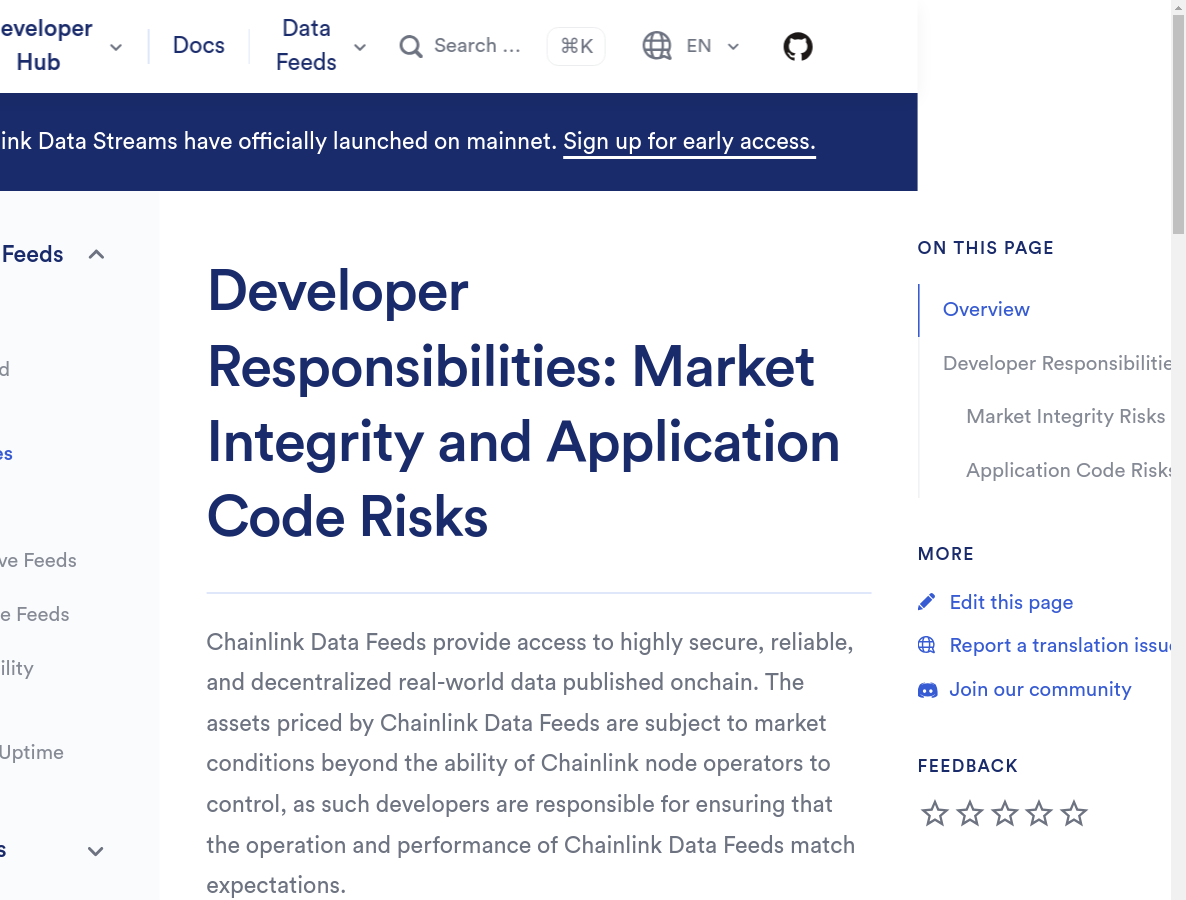 eveloper
Hub
Docs
Data
Feeds
Search ...
⌘K
EN
ink Data Streams have officially launched on mainnet. Sign up for early access.
Feeds
d
es
ve Feeds
e Feeds
ility
Uptime
s
Developer
Responsibilities: Market
Integrity and Application
Code Risks
Chainlink Data Feeds provide access to highly secure, reliable,
and decentralized real-world data published onchain. The
assets priced by Chainlink Data Feeds are subject to market
conditions beyond the ability of Chainlink node operators to
control, as such developers are responsible for ensuring that
the operation and performance of Chainlink Data Feeds match
expectations.
ON THIS PAGE
Overview
Developer Responsibilitie
Market Integrity Risks
Application Code Risks
MORE
Edit this page
Report a translation issue
Join our community
FEEDBACK